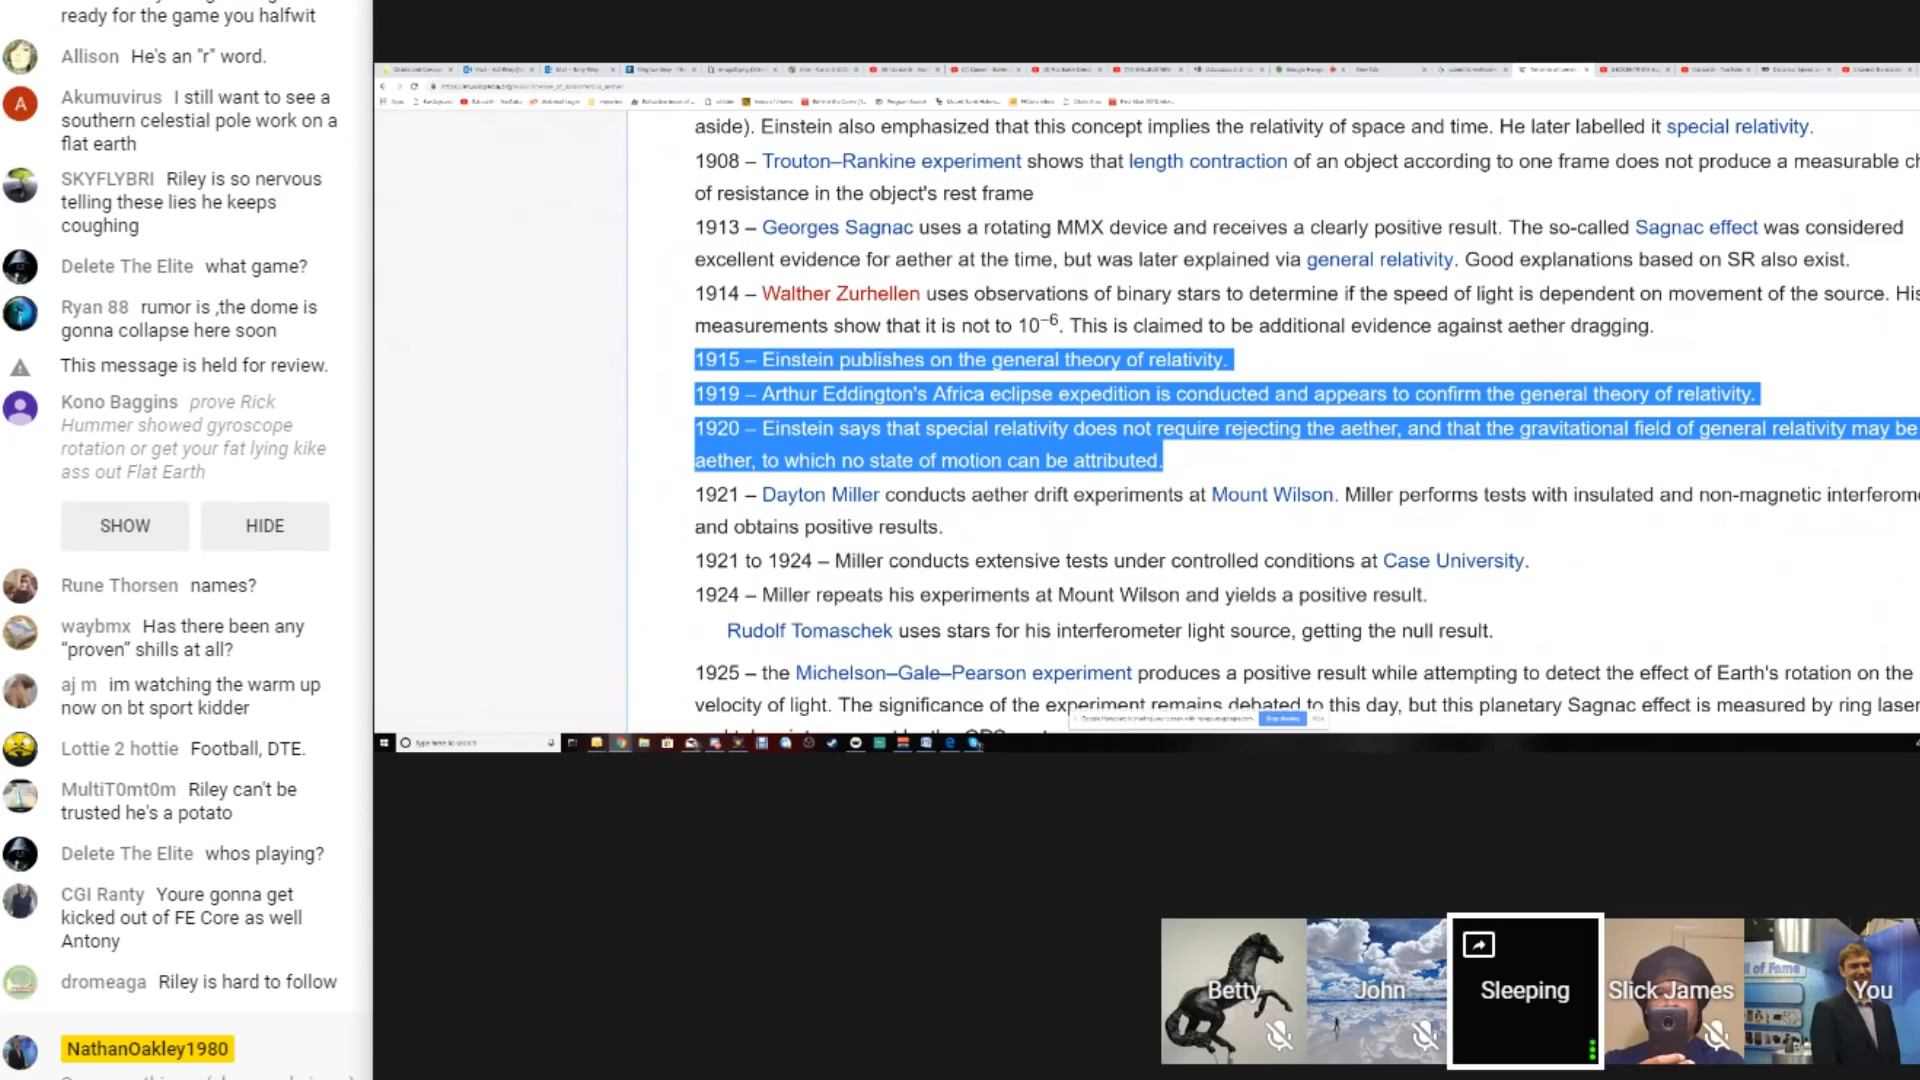 ready for the game you halfwit
Allison He's an "r" word.
A
Akumuvirus I still want to see a
southern celestial pole work on a
flat earth
SKYFLYBRI Riley is so nervous
telling these lies he keeps
coughing
Delete The Elite what game?
Ryan 88 rumor is ,the dome is
gonna collapse here soon
This message is held for review.
Kono Baggins prove Rick
Hummer showed gyroscope
rotation or get your fat lying kike
ass out Flat Earth
SHOW HIDE
Rune Thorsen names?
waybmx Has there been any
“proven” shills at all?
aj m im watching the warm up
now on bt sport kidder
Lottie 2 hottie Football, DTE.
MultiT0mt0m Riley can't be
trusted he's a potato
Delete The Elite whos playing?
CGI Ranty Youre gonna get
kicked out of FE Core as well
Antony
dromeaga Riley is hard to follow
NathanOakley1980
aside). Einstein also emphasized that this concept implies the relativity of space and time. He later labelled it special relativity.
1908 – Trouton–Rankine experiment shows that length contraction of an object according to one frame does not produce a measurable
of resistance in the object's rest frame
1913 – Georges Sagnac uses a rotating MMX device and receives a clearly positive result. The so-called Sagnac effect was considered
excellent evidence for aether at the time, but was later explained via general relativity. Good explanations based on SR also exist.
1914 – Walther Zurhellen uses observations of binary stars to determine if the speed of light is dependent on movement of the source. His
measurements show that it is not to 10−6. This is claimed to be additional evidence against aether dragging.
1915 – Einstein publishes on the general theory of relativity.
1919 – Arthur Eddington's Africa eclipse expedition is conducted and appears to confirm the general theory of relativity.
1920 – Einstein says that special relativity does not require rejecting the aether, and that the gravitational field of general relativity may be
aether, to which no state of motion can be attributed.
1921 – Dayton Miller conducts aether drift experiments at Mount Wilson. Miller performs tests with insulated and non-magnetic
and obtains positive results.
1921 to 1924 – Miller conducts extensive tests under controlled conditions at Case University.
1924 – Miller repeats his experiments at Mount Wilson and yields a positive result.
Rudolf Tomaschek uses stars for his interferometer light source, getting the null result.
1925 – the Michelson–Gale–Pearson experiment produces a positive result while attempting to detect the effect of Earth's rotation on the
velocity of light. The significance of the experiment remains debated to this day, but this planetary Sagnac effect is measured by ring laser
Stop sharing Hide
Type here to search
Betty John Sleeping Slick James You
of Fame